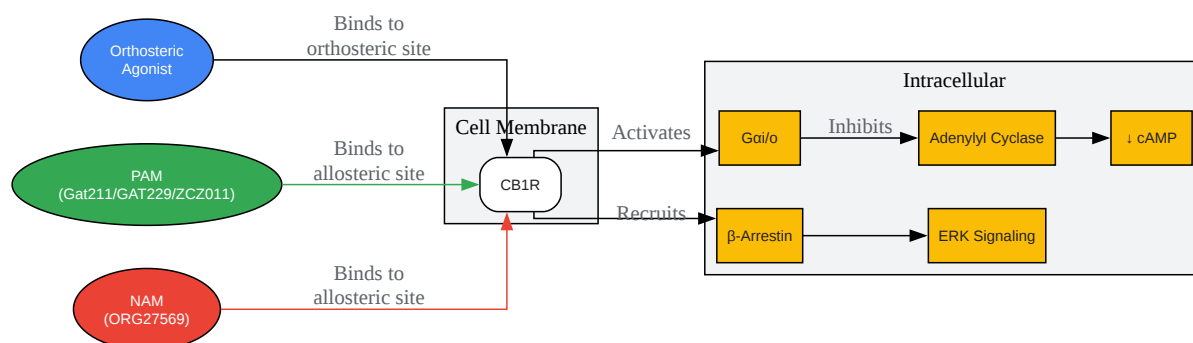 Binds to
orthosteric site
Orthosteric
Agonist
Binds to
allosteric site
PAM
(Gat211/GAT229/ZCZ011)
Binds to
allosteric site
NAM
(ORG27569)
Cell Membrane
CB1R
Activates
Recruits
Intracellular
Gαi/o
Inhibits
Adenylyl Cyclase
↓ cAMP
β-Arrestin
ERK Signaling